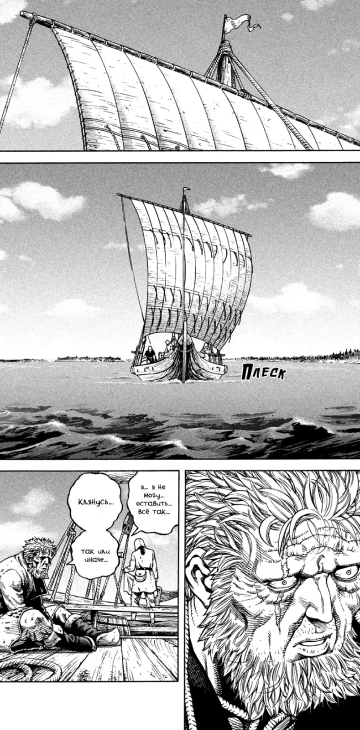 Плеск
я... я не
могу...
оставить
всё так...
клянусь...
так или
иначе...